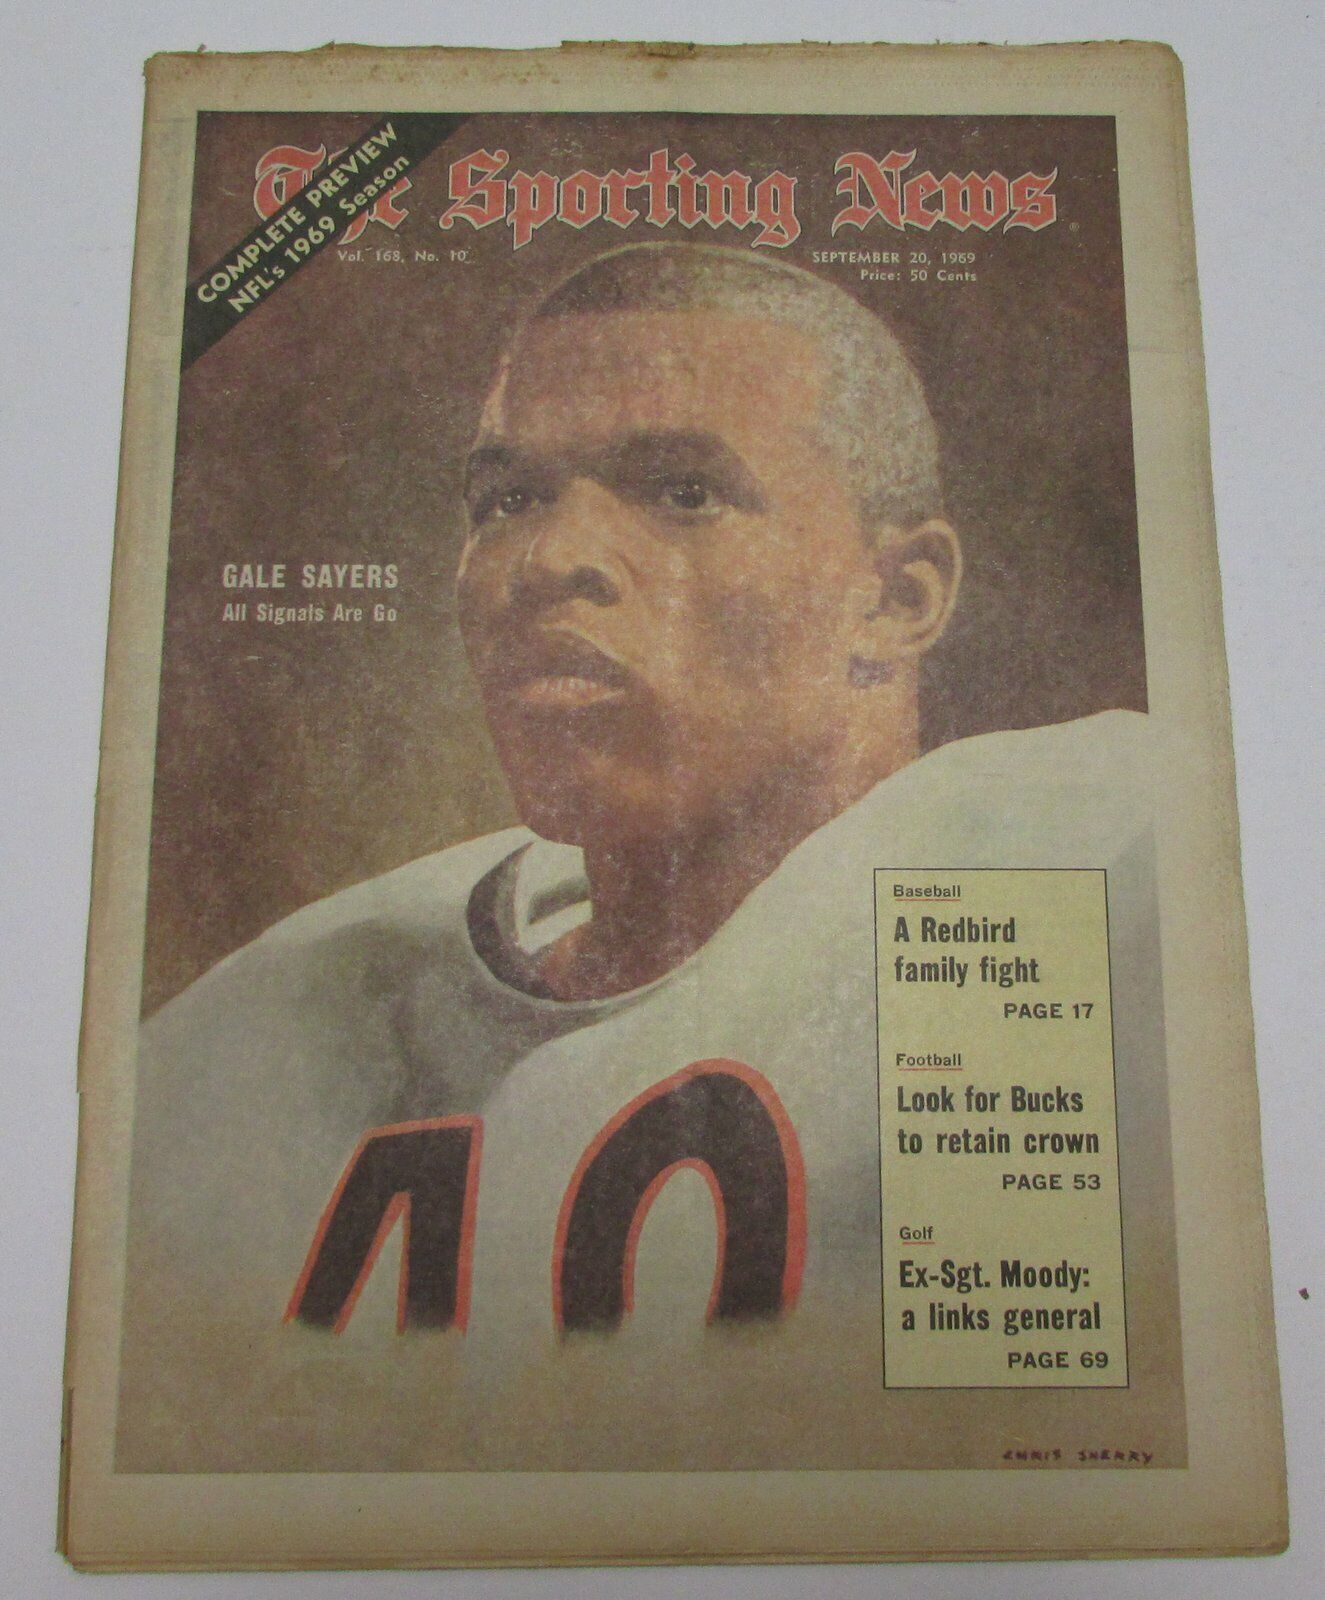 COMPLETE PREVIEW
NFL's 1969 Season
The Sporting News
Vol. 168, No. 10
SEPTEMBER 20, 1969
Price: 50 Cents
GALE SAYERS
All Signals Are Go
Baseball
A Redbird
family fight
PAGE 17
Football
Look for Bucks
to retain crown
PAGE 53
Golf
Ex-Sgt. Moody:
a links general
PAGE 69
40
CHRIS SHERRY